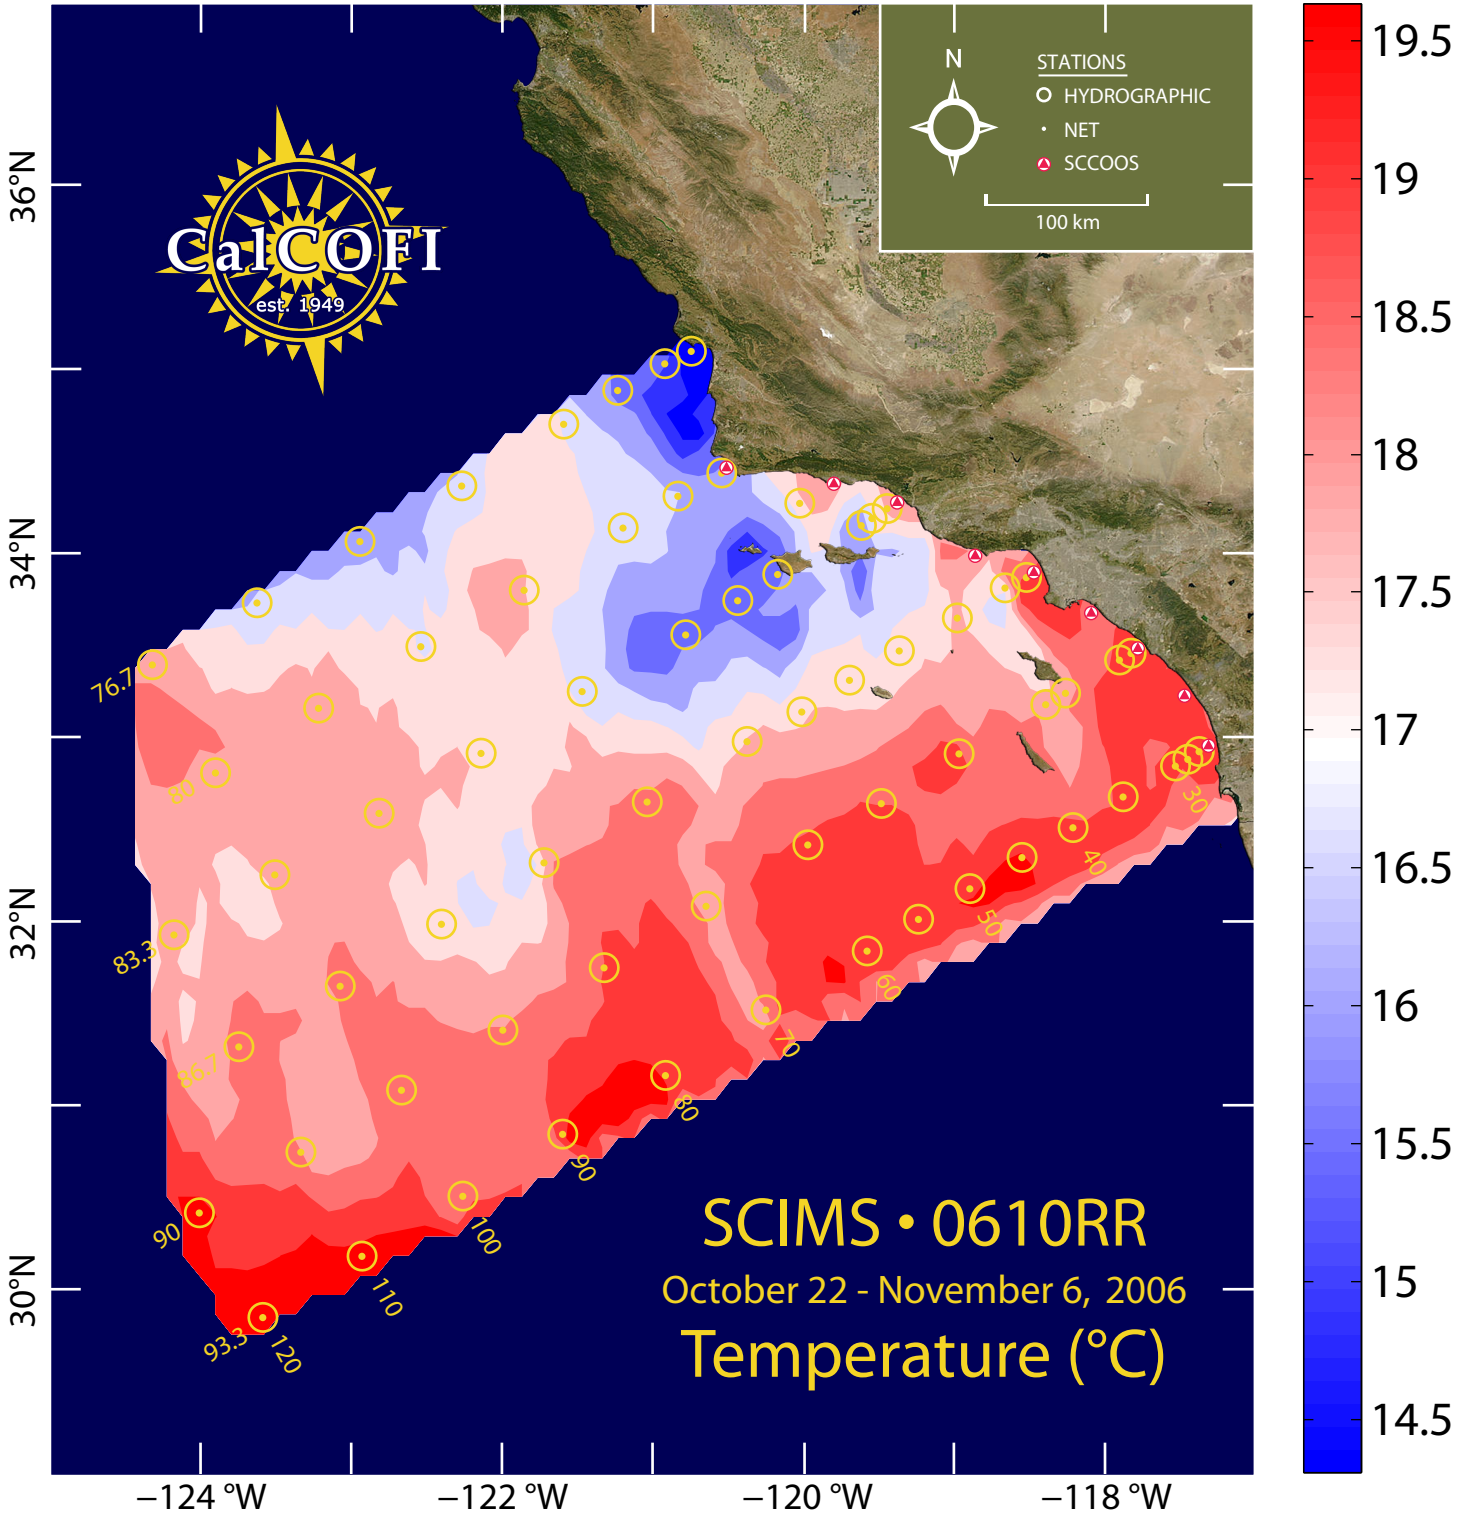 N
STATIONS
HYDROGRAPHIC
NET
SCCOOS
100 km
CalCOFI
est. 1949
36°N
34°N
32°N
30°N
76.7
80
83.3
86.7
90
93.3
30
40
50
60
70
80
90
100
110
120
SCIMS • 0610RR
October 22 - November 6, 2006
Temperature (°C)
−124 °W
−122 °W
−120 °W
−118 °W
19.5
19
18.5
18
17.5
17
16.5
16
15.5
15
14.5